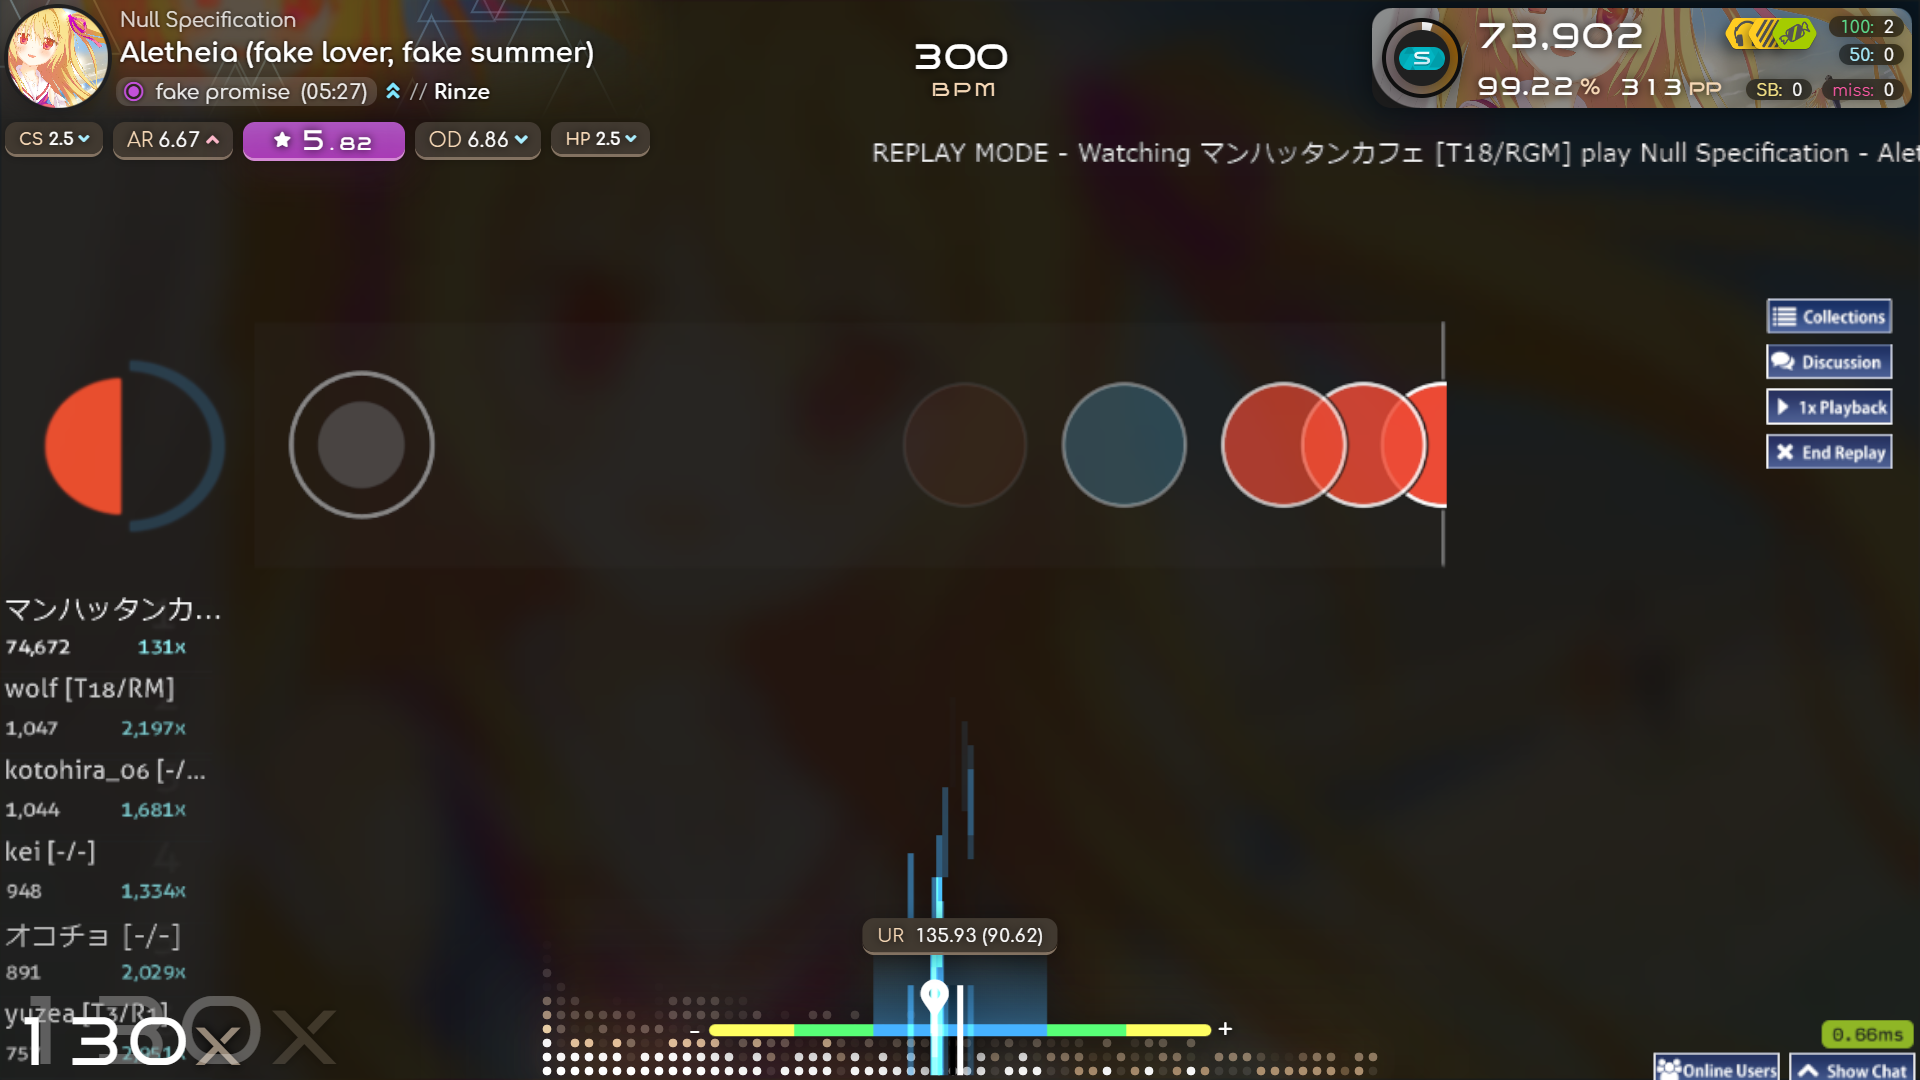 Null Specification
Aletheia (fake lover, fake summer)
fake promise (05:27) // Rinze
CS 2.5 AR 6.67 5.82 OD 6.86 HP 2.5
300
BPM
S
73,902
99.22% 313PP
100: 2
50: 0
SB: 0 miss: 0
REPLAY MODE - Watching マンハッタンカフェ [T18/RGM] play Null Specification - Alet
Collections
Discussion
1x Playback
End Replay
マンハッタンカ...
74,672 131x
wolf [T18/RM]
1,047 2,197x
kotohira_06 [-/...
1,044 1,681x
kei [-/-]
948 1,334x
オコチョ [-/-]
891 2,029x
yuzea [T3/R1]
130x
UR 135.93 (90.62)
- +
0.66ms
Online Users Show Chat